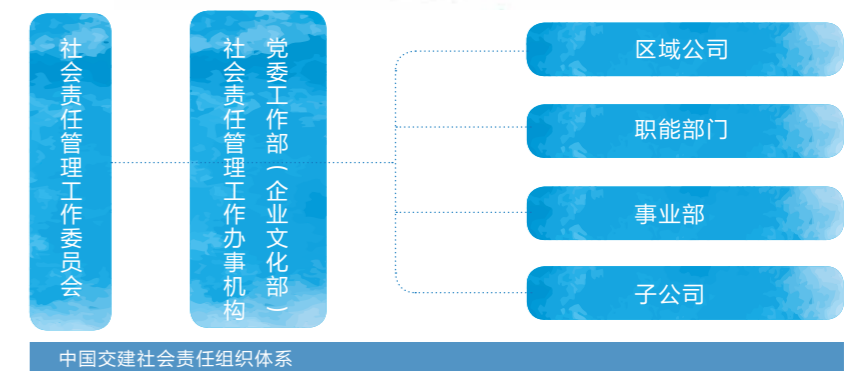 社会责任管理工作委员会
党委工作部（企业文化部）
社会责任管理工作办事机构
区域公司
职能部门
事业部
子公司
中国交建社会责任组织体系